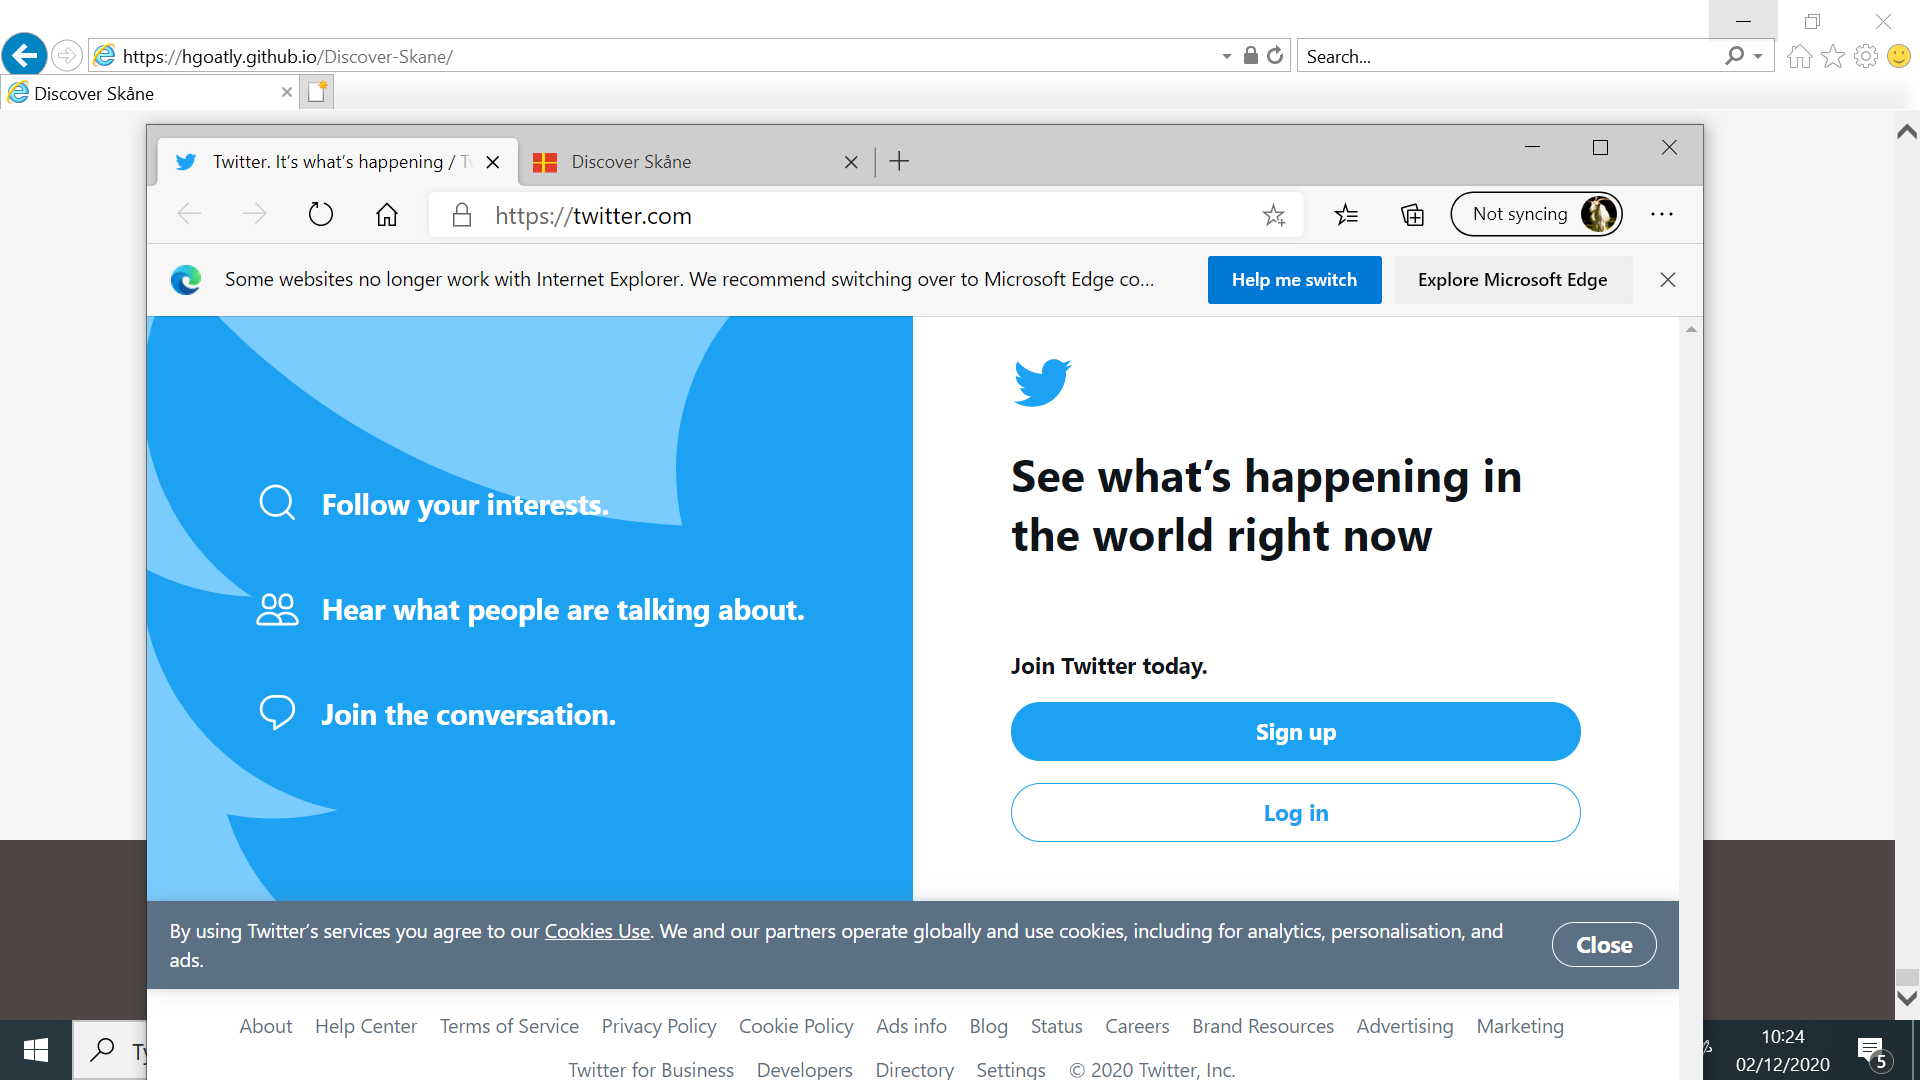 https://hgoatly.github.io/Discover-Skane/
Search...
Discover Skåne
Twitter. It's what's happening / Tw
Discover Skåne
https://twitter.com
Not syncing
Some websites no longer work with Internet Explorer. We recommend switching over to Microsoft Edge co...
Help me switch
Explore Microsoft Edge
Follow your interests.
Hear what people are talking about.
Join the conversation.
See what's happening in
the world right now
Join Twitter today.
Sign up
Log in
By using Twitter's services you agree to our Cookies Use. We and our partners operate globally and use cookies, including for analytics, personalisation, and
ads.
Close
About Help Center Terms of Service Privacy Policy Cookie Policy Ads info Blog Status Careers Brand Resources Advertising Marketing
Twitter for Business Developers Directory Settings © 2020 Twitter, Inc.
Ty
10:24
02/12/2020
5